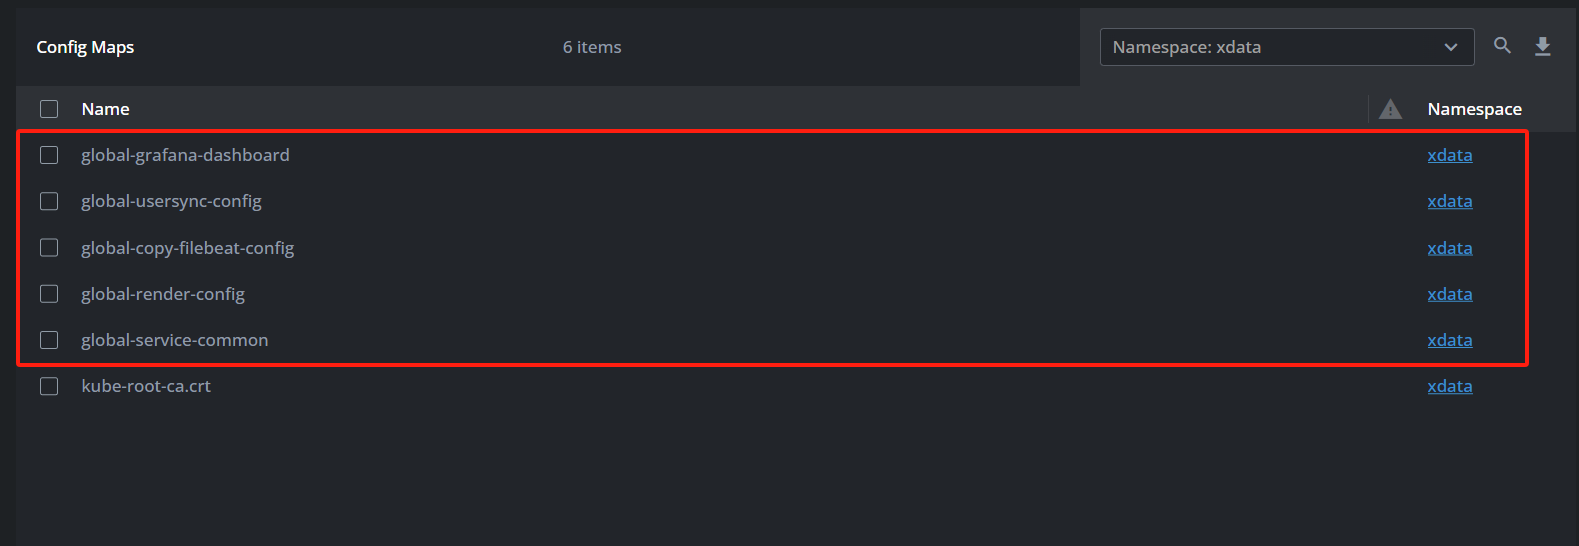 Config Maps 6 items Namespace: xdata
Name Namespace
global-grafana-dashboard xdata
global-usersync-config xdata
global-copy-filebeat-config xdata
global-render-config xdata
global-service-common xdata
kube-root-ca.crt xdata